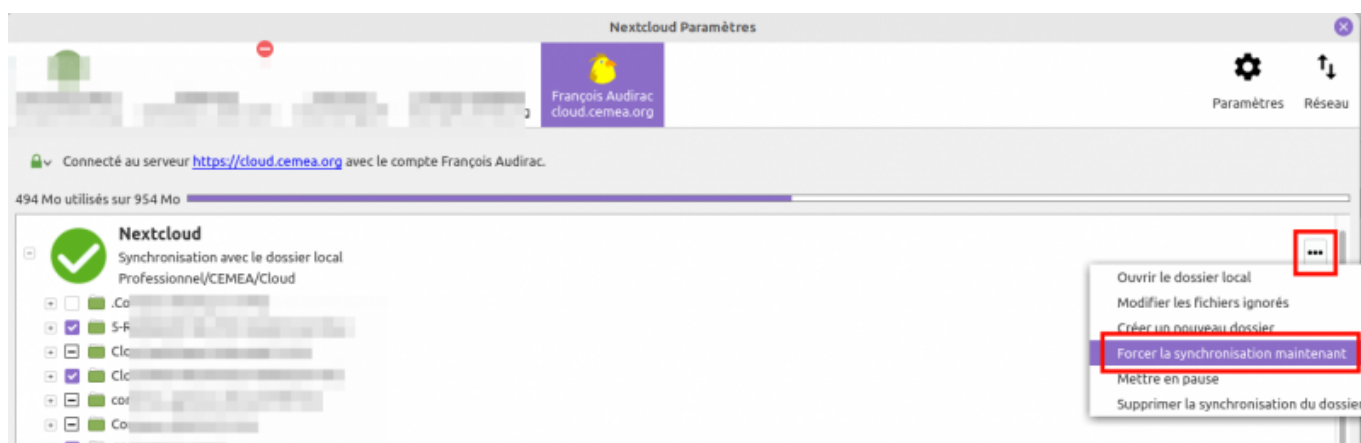 Nextcloud Paramètres
François Audirac
cloud.cemea.org
Paramètres
Réseau
Connecté au serveur https://cloud.cemea.org avec le compte François Audirac.
494 Mo utilisés sur 954 Mo
Nextcloud
Synchronisation avec le dossier local
Professionnel/CEMEA/Cloud
Ouvrir le dossier local
Modifier les fichiers ignorés
Créer un nouveau dossier
Forcer la synchronisation maintenant
Mettre en pause
Supprimer la synchronisation du dossier